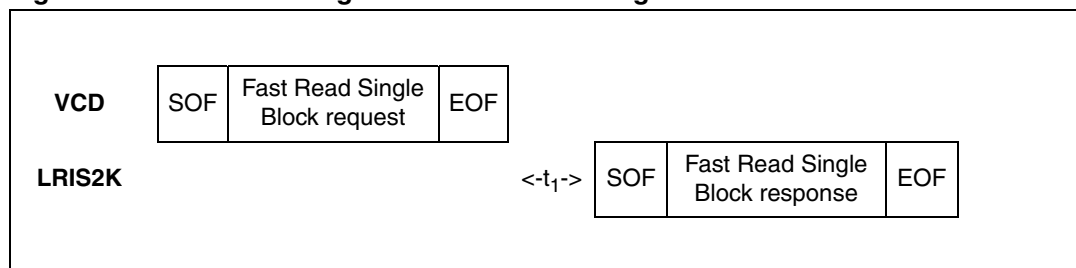 VCD
SOF
Fast Read Single
Block request
EOF
LRIS2K
<-t₁->
SOF
Fast Read Single
Block response
EOF